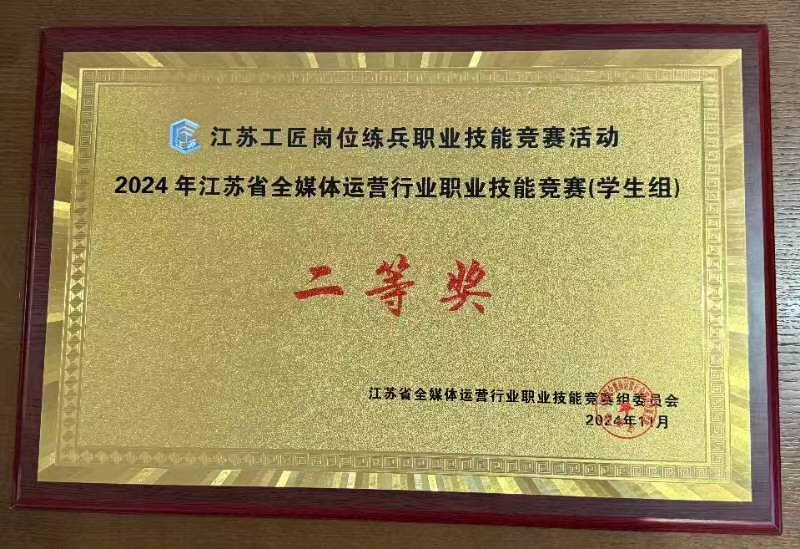 江苏工匠岗位练兵职业技能竞赛活动
2024年江苏省全媒体运营行业职业技能竞赛(学生组)
二等奖
江苏省全媒体运营行业职业技能竞赛组委员会
2024年11月